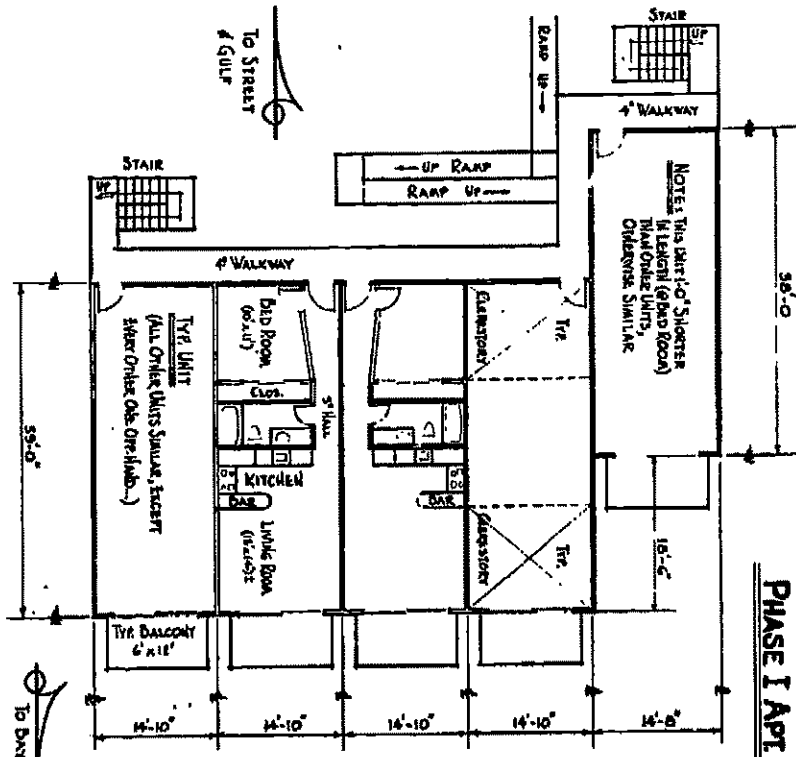 STAIR
UP
TO STREET
& GULF
RAMP UP
4' WALKWAY
NOTE: THIS UNIT 1'-0" SHORTER
IN LENGTH (@ BED ROOM)
THAN OTHER UNITS,
OTHERWISE SIMILAR
38'-0
STAIR
UP
UP RAMP
RAMP UP
4' WALKWAY
TYP. UNIT
(ALL OTHER UNITS SIMILAR, EXCEPT
EVERY OTHER ONE OPP. HAND...)
BED ROOM
CLOS.
3' HALL
KITCHEN
BAR
LIVING ROOM
BAR
CLERESTORY
TYP.
CLERESTORY
TYP.
39'-0"
18'-6"
TYP. BALCONY
6' x 12'
PHASE I APT.
TO BAY
14'-10"
14'-10"
14'-10"
14'-10"
14'-8"